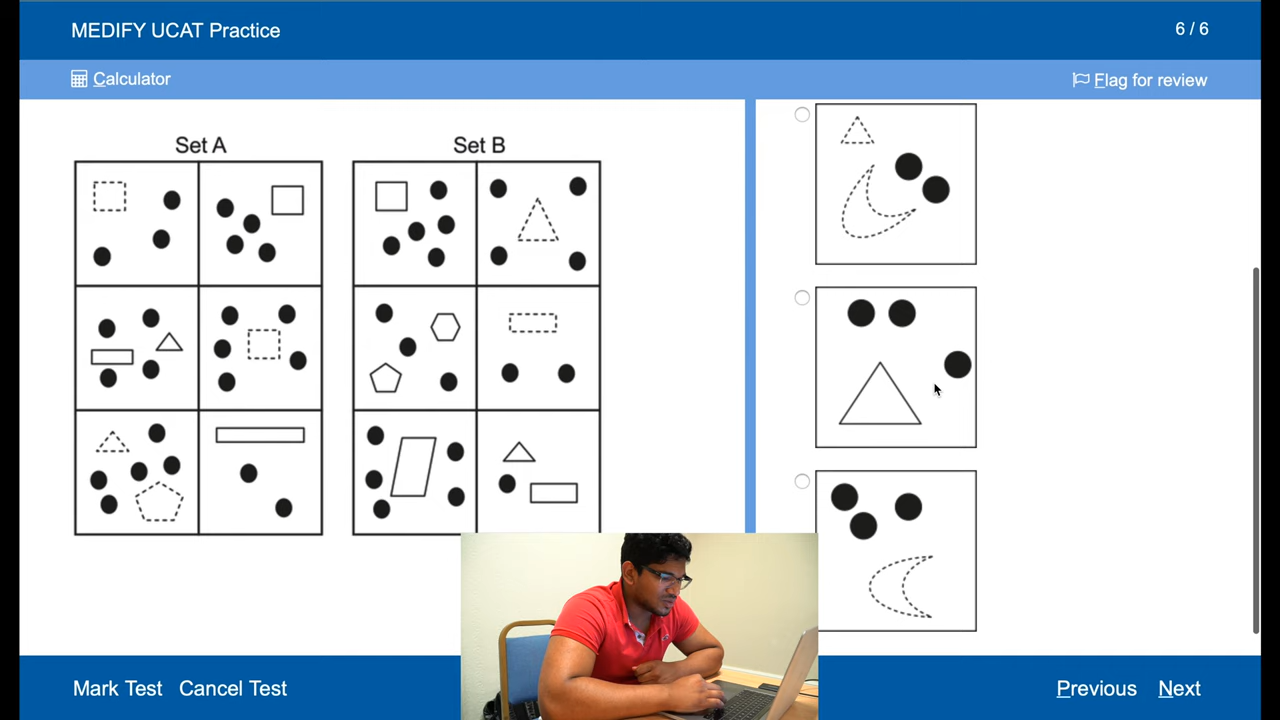 MEDIFY UCAT Practice
6 / 6
Calculator
Flag for review
Set A
Set B
Mark Test
Cancel Test
Previous
Next